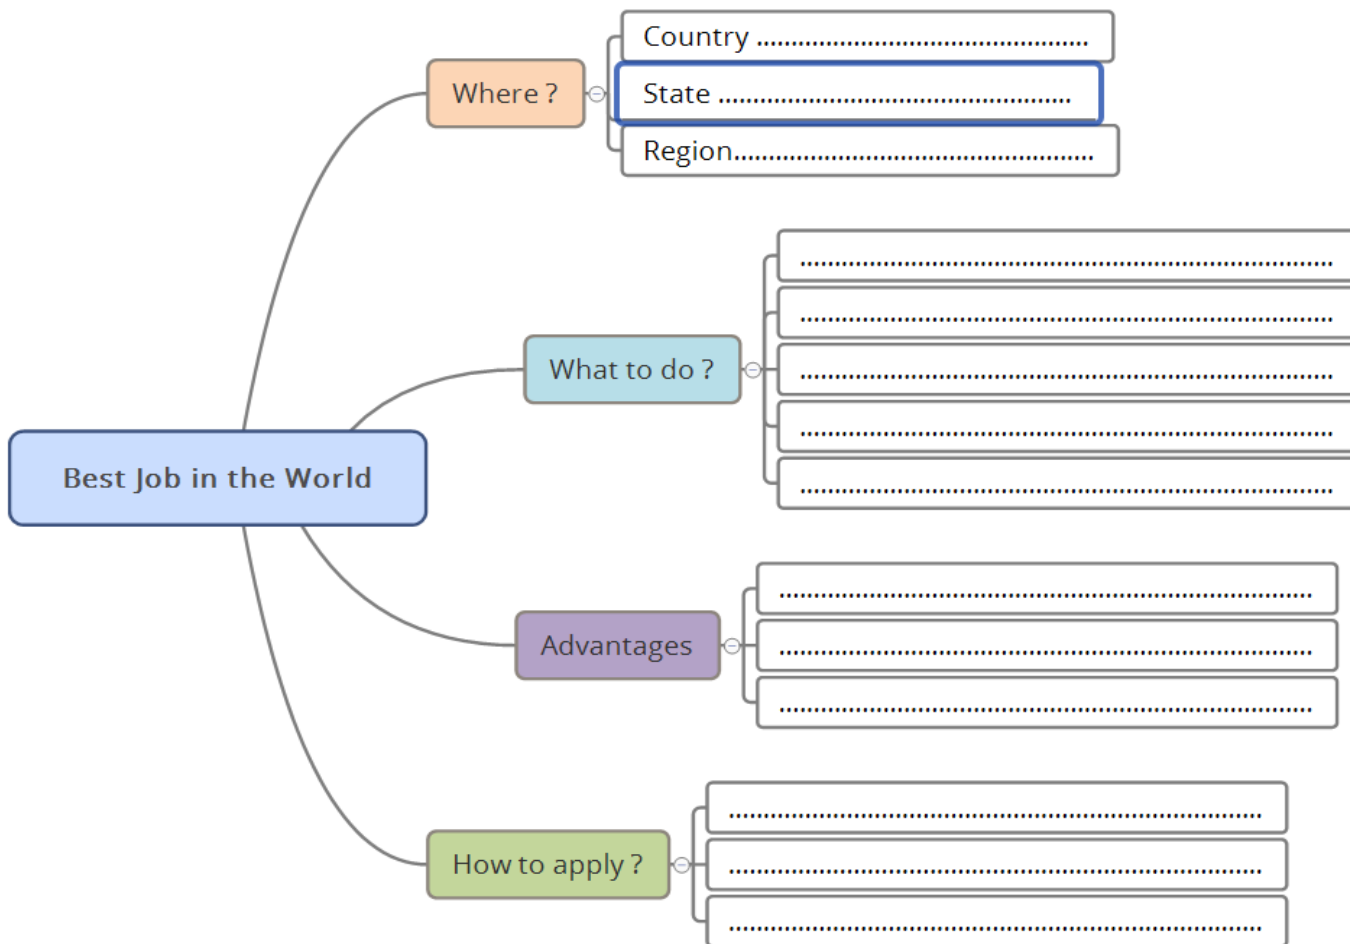 Country ................................................
State ...................................................
Where ?
Region....................................................
.............................................................................
.............................................................................
What to do ?
.............................................................................
.............................................................................
.............................................................................
Best Job in the World
.............................................................................
Advantages
.............................................................................
.............................................................................
.............................................................................
How to apply ?
.............................................................................
.............................................................................